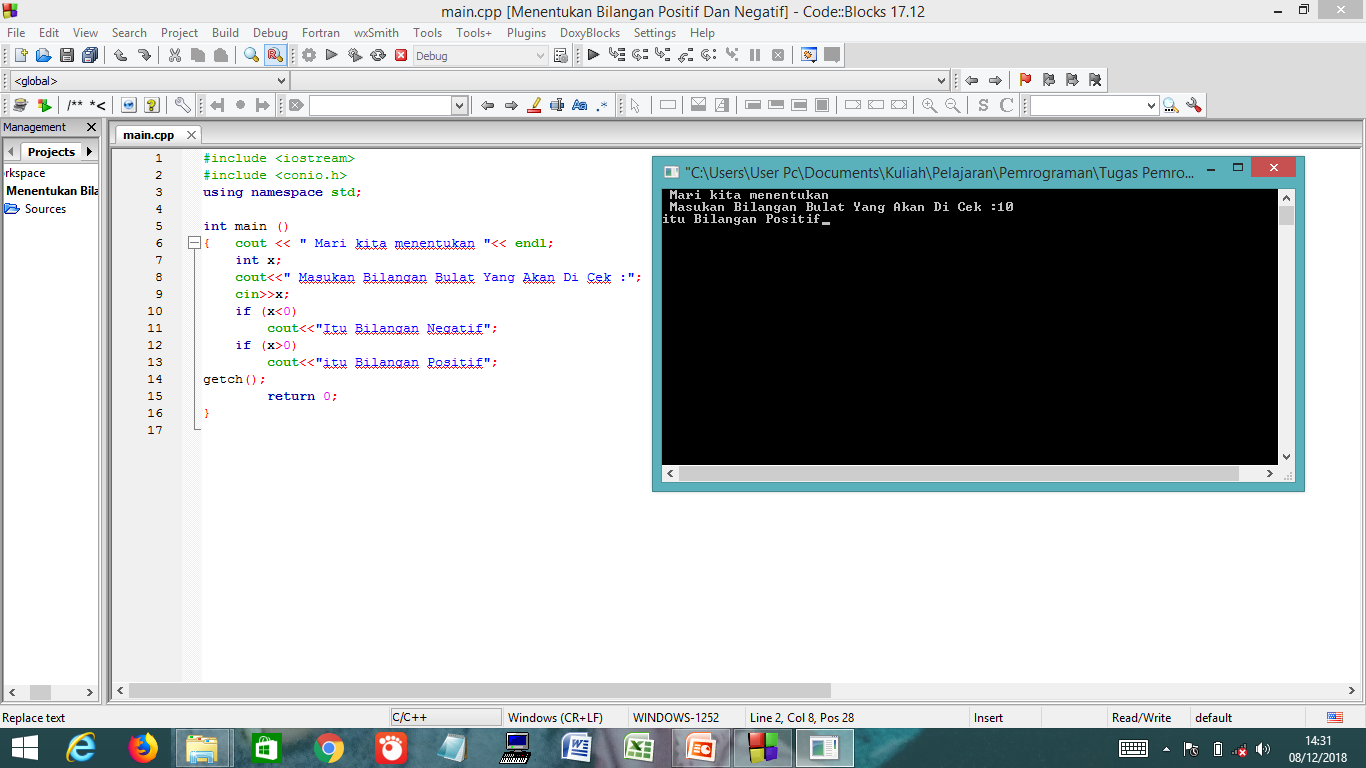 main.cpp [Menentukan Bilangan Positif Dan Negatif] - Code::Blocks 17.12
File Edit View Search Project Build Debug Fortran wxSmith Tools Tools+ Plugins DoxyBlocks Settings Help
Debug
<global>
/** *<
S C
Management
main.cpp
Projects
rkspace
Menentukan Bila
Sources
1 #include <iostream>
2 #include <conio.h>
3 using namespace std;
4
5 int main ()
6 { cout << " Mari kita menentukan "<< endl;
7 int x;
8 cout<<" Masukan Bilangan Bulat Yang Akan Di Cek :";
9 cin>>x;
10 if (x<0)
11 cout<<"Itu Bilangan Negatif";
12 if (x>0)
13 cout<<"itu Bilangan Positif";
14 getch();
15 return 0;
16 }
17
"C:\Users\User Pc\Documents\Kuliah\Pelajaran\Pemrograman\Tugas Pemro...
Mari kita menentukan
Masukan Bilangan Bulat Yang Akan Di Cek :10
itu Bilangan Positif_
Replace text C/C++ Windows (CR+LF) WINDOWS-1252 Line 2, Col 8, Pos 28 Insert Read/Write default
14:31
08/12/2018